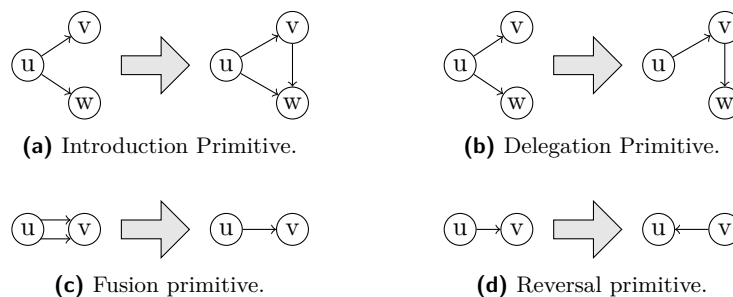 v v v v
u u u u
w w w w
(a) Introduction Primitive. (b) Delegation Primitive.
u v u v u v u v
(c) Fusion primitive. (d) Reversal primitive.